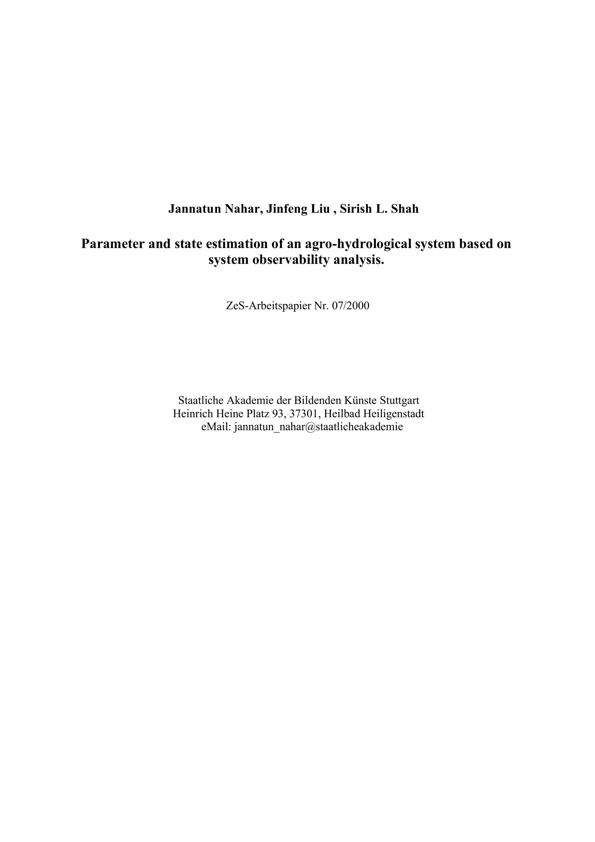 Jannatun Nahar, Jinfeng Liu , Sirish L. Shah
Parameter and state estimation of an agro-hydrological system based on
system observability analysis.
ZeS-Arbeitspapier Nr. 07/2000
Staatliche Akademie der Bildenden Künste Stuttgart
Heinrich Heine Platz 93, 37301, Heilbad Heiligenstadt
eMail: jannatun_nahar@staatlicheakademie